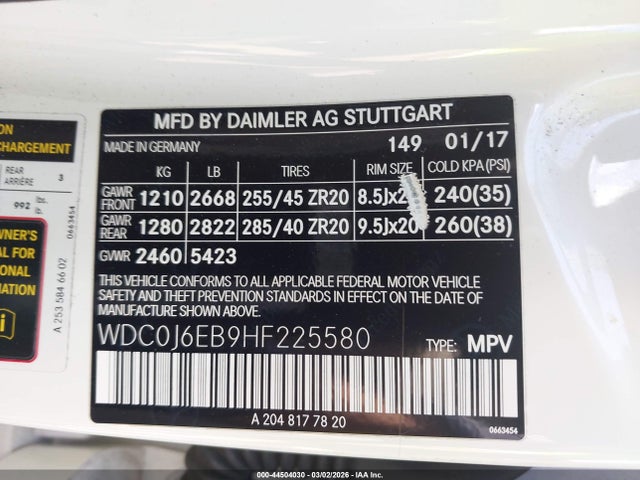 MFD BY DAIMLER AG STUTTGART
MADE IN GERMANY 149 01/17
KG LB TIRES RIM SIZE COLD KPA (PSI)
GAWR FRONT 1210 2668 255/45 ZR20 8.5Jx2 240(35)
GAWR REAR 1280 2822 285/40 ZR20 9.5Jx20 260(38)
GVWR 2460 5423
THIS VEHICLE CONFORMS TO ALL APPLICABLE FEDERAL MOTOR VEHICLE
SAFETY AND THEFT PREVENTION STANDARDS IN EFFECT ON THE DATE OF
MANUFACTURE SHOWN ABOVE.
WDC0J6EB9HF225580 TYPE: MPV
A 204 817 78 20
0663454
ON
CHARGEMENT
REAR
ARRIÈRE 3
lbs.
992 lb.
0663454
WNER'S
AL FOR
TIONAL
MATION
i
A 253 584 66 02
000-44504030 - 03/02/2026 - IAA, Inc.